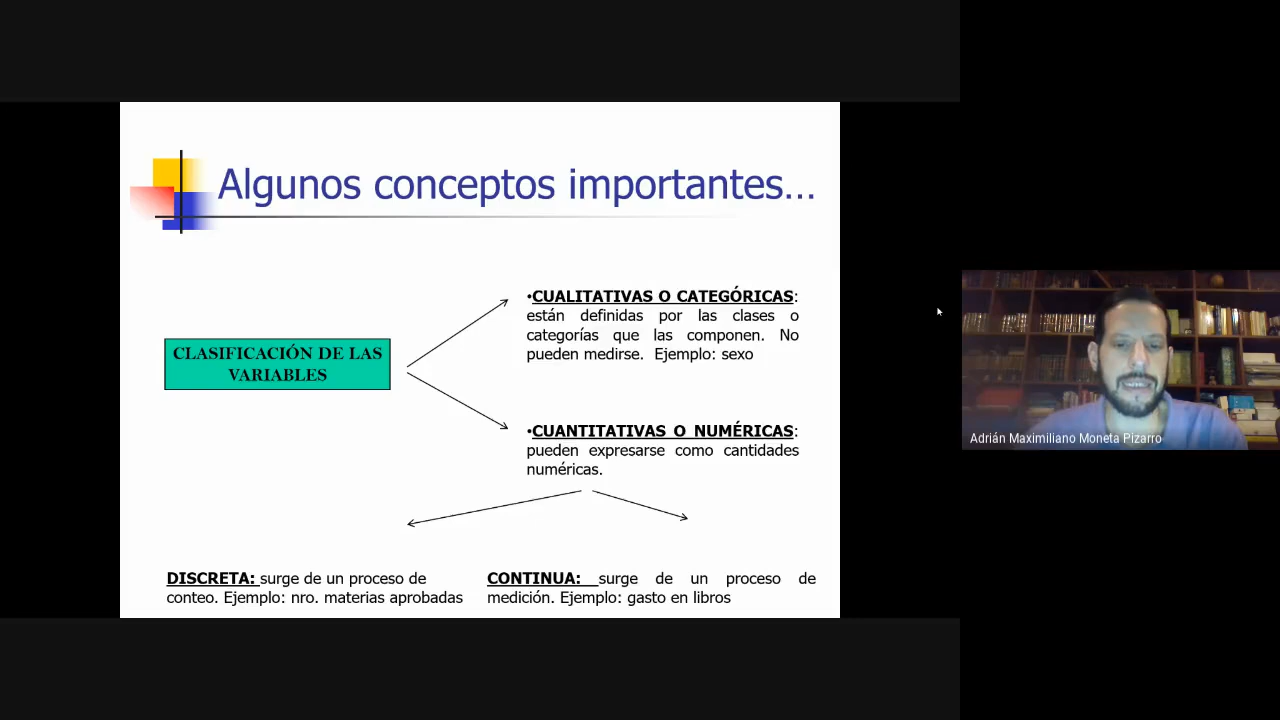 Algunos conceptos importantes...
•CUALITATIVAS O CATEGÓRICAS:
están definidas por las clases o
categorías que las componen. No
pueden medirse. Ejemplo: sexo
CLASIFICACIÓN DE LAS
VARIABLES
•CUANTITATIVAS O NUMÉRICAS:
pueden expresarse como cantidades
numéricas.
DISCRETA: surge de un proceso de
conteo. Ejemplo: nro. materias aprobadas
CONTINUA: surge de un proceso de
medición. Ejemplo: gasto en libros
Adrián Maximiliano Moneta Pizarro